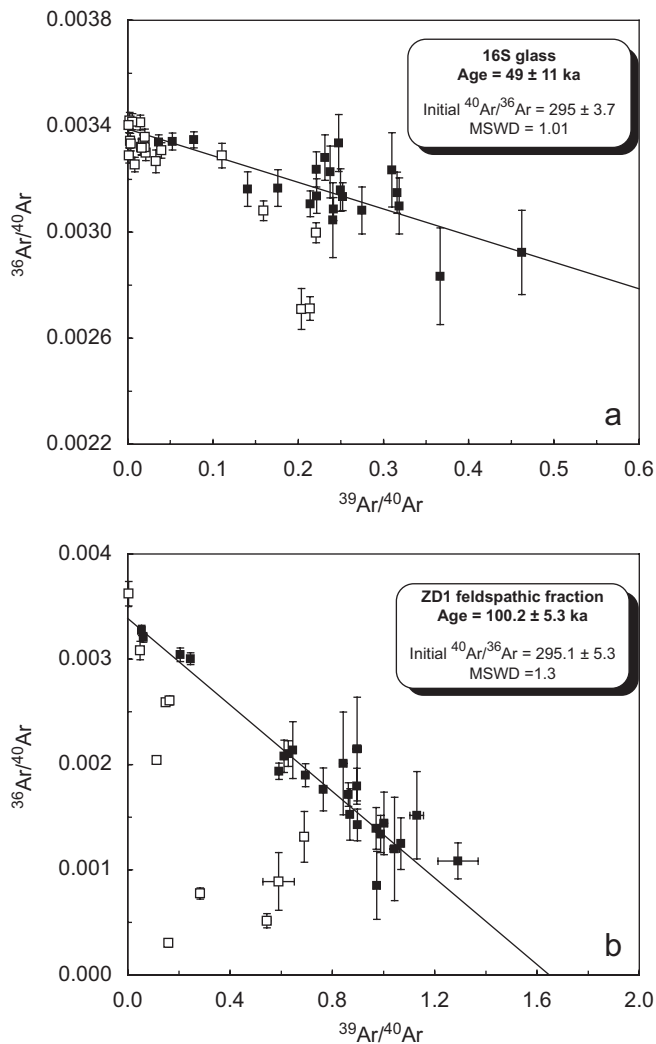 0.0038
0.0034
0.0030
0.0026
0.0022
³⁶Ar/⁴⁰Ar
16S glass
Age = 49 ± 11 ka
Initial ⁴⁰Ar/³⁶Ar = 295 ± 3.7
MSWD = 1.01
a
0.0 0.1 0.2 0.3 0.4 0.5 0.6
³⁹Ar/⁴⁰Ar
0.004
0.003
0.002
0.001
0.000
³⁶Ar/⁴⁰Ar
ZD1 feldspathic fraction
Age = 100.2 ± 5.3 ka
Initial ⁴⁰Ar/³⁶Ar = 295.1 ± 5.3
MSWD =1.3
b
0.0 0.4 0.8 1.2 1.6 2.0
³⁹Ar/⁴⁰Ar